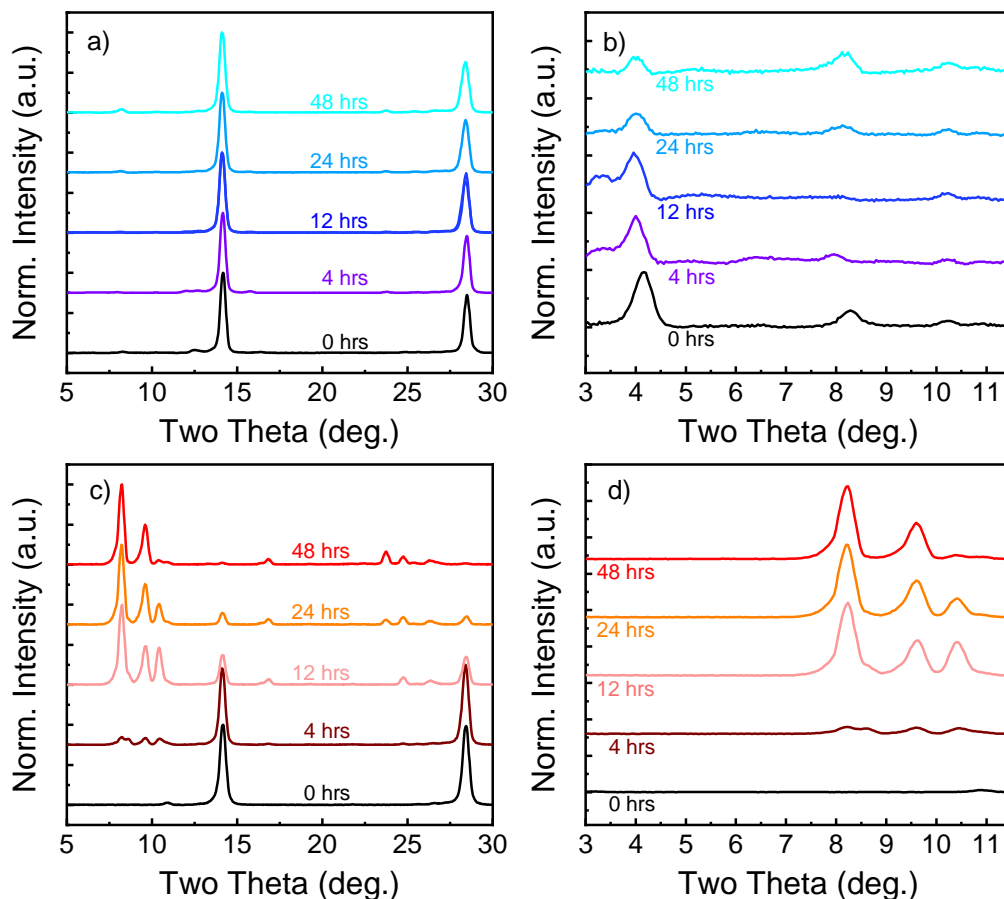 a)
48 hrs
24 hrs
12 hrs
4 hrs
0 hrs
Norm. Intensity (a.u.)
5 10 15 20 25 30
Two Theta (deg.)
b)
48 hrs
24 hrs
12 hrs
4 hrs
0 hrs
Norm. Intensity (a.u.)
3 4 5 6 7 8 9 10 11
Two Theta (deg.)
c)
48 hrs
24 hrs
12 hrs
4 hrs
0 hrs
Norm. Intensity (a.u.)
5 10 15 20 25 30
Two Theta (deg.)
d)
48 hrs
24 hrs
12 hrs
4 hrs
0 hrs
Norm. Intensity (a.u.)
3 4 5 6 7 8 9 10 11
Two Theta (deg.)